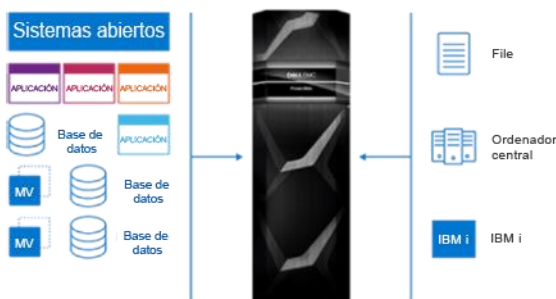 Sistemas abiertos
APLICACIÓN
APLICACIÓN
APLICACIÓN
Base de
datos
APLICACIÓN
MV
Base de
datos
MV
Base de
datos
DELL EMC
File
Ordenador
central
IBM i
IBM i